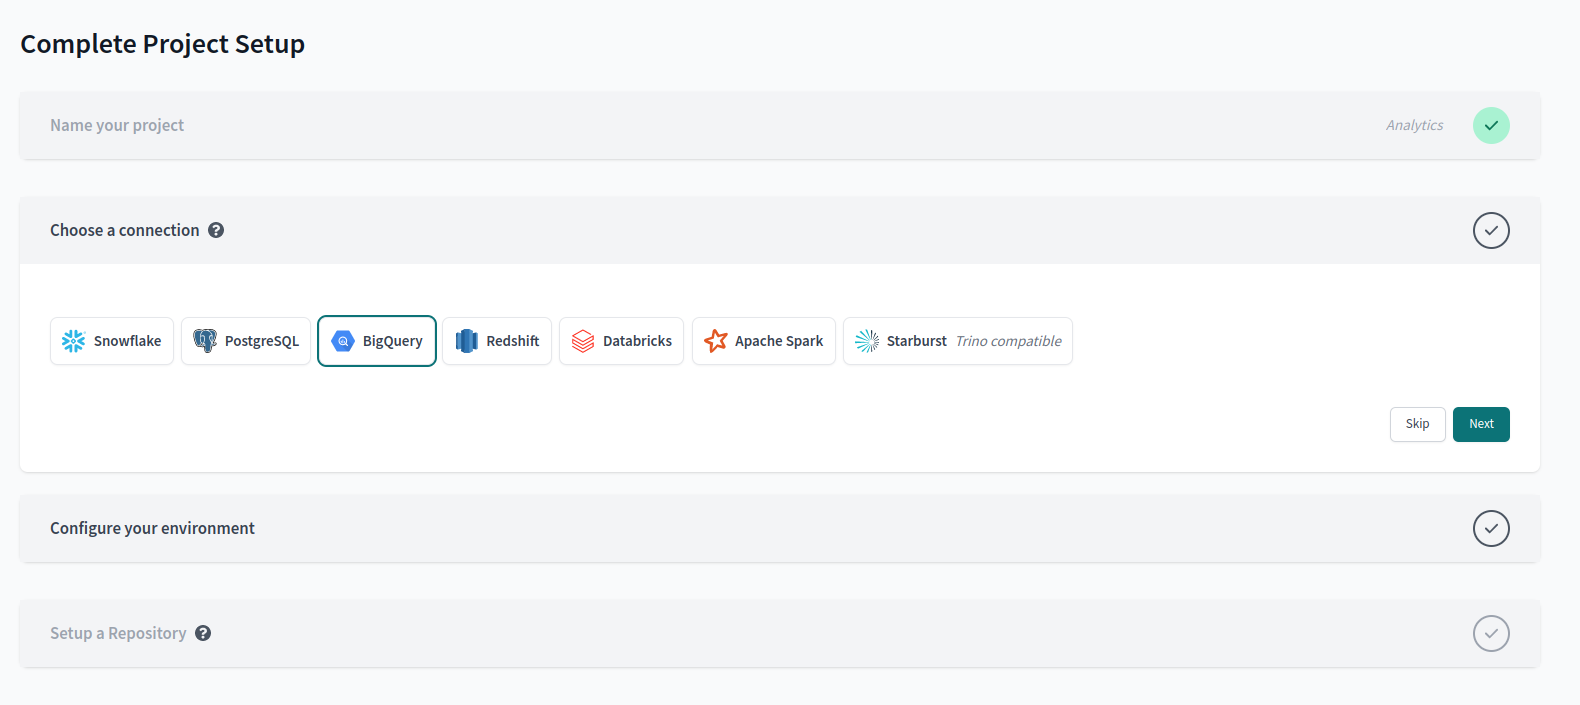 Complete Project Setup
Name your project Analytics
Choose a connection ?
Snowflake PostgreSQL BigQuery Redshift Databricks Apache Spark Starburst Trino compatible
Skip Next
Configure your environment
Setup a Repository ?